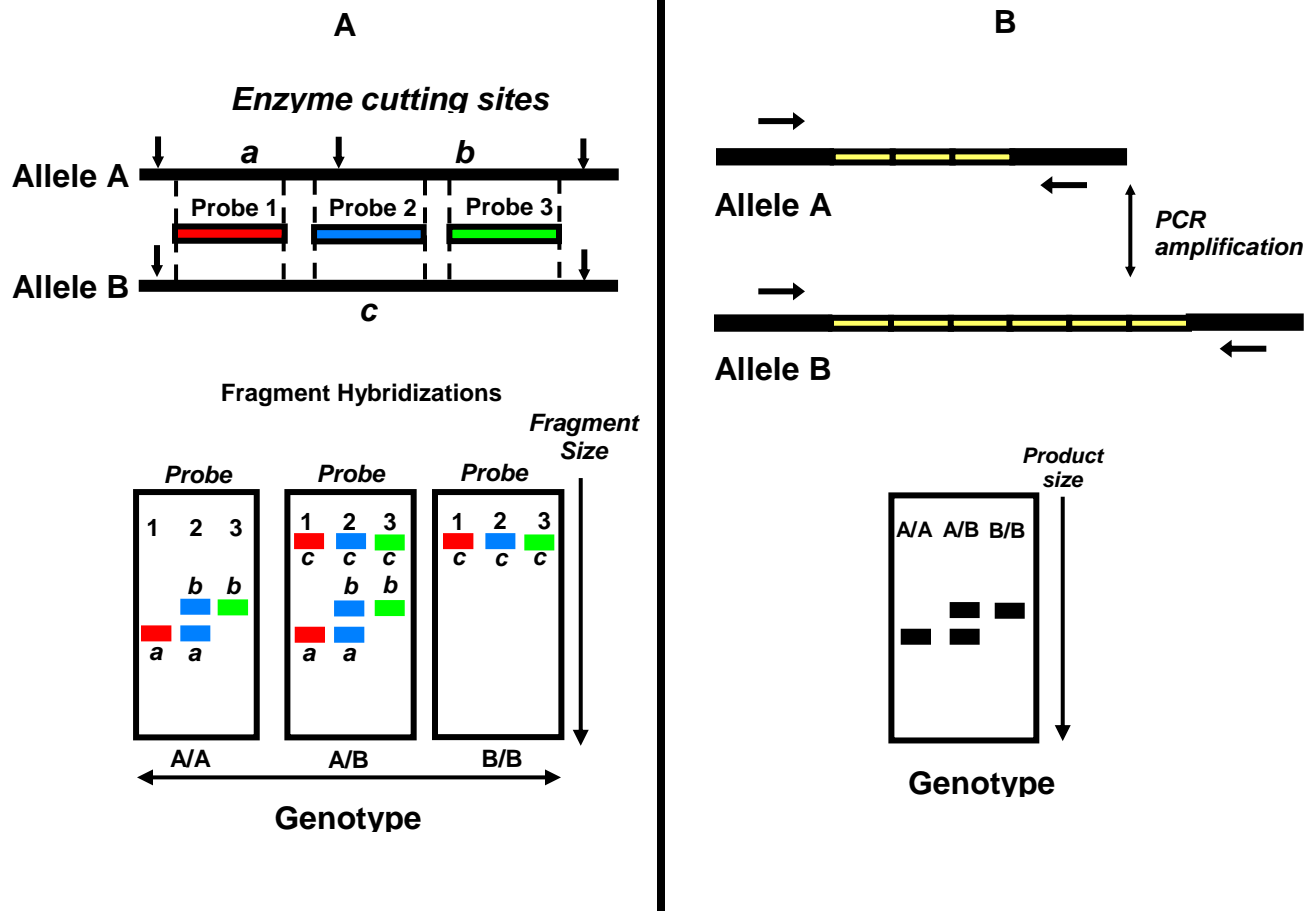 A
Enzyme cutting sites
a b
Allele A
Probe 1 Probe 2 Probe 3
Allele B
c
Fragment Hybridizations
Fragment
Size
Probe Probe Probe
1 2 3 1 2 3 1 2 3
c c c c c c
b b b b
a a a a
A/A A/B B/B
Genotype
B
Allele A
PCR
amplification
Allele B
Product
size
A/A A/B B/B
Genotype